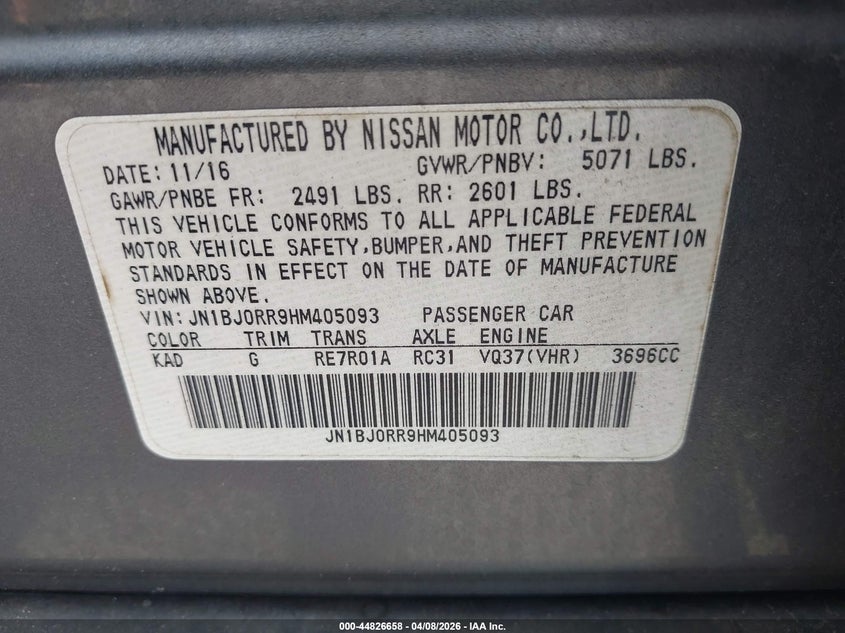 MANUFACTURED BY NISSAN MOTOR CO.,LTD.
DATE: 11/16 GVWR/PNBV: 5071 LBS.
GAWR/PNBE FR: 2491 LBS. RR: 2601 LBS.
THIS VEHICLE CONFORMS TO ALL APPLICABLE FEDERAL
MOTOR VEHICLE SAFETY,BUMPER,AND THEFT PREVENTION
STANDARDS IN EFFECT ON THE DATE OF MANUFACTURE
SHOWN ABOVE.
VIN: JN1BJ0RR9HM405093 PASSENGER CAR
COLOR TRIM TRANS AXLE ENGINE
KAD G RE7R01A RC31 VQ37(VHR) 3696CC
JN1BJ0RR9HM405093
000-44826658 | 04/08/2026 - IAA Inc.